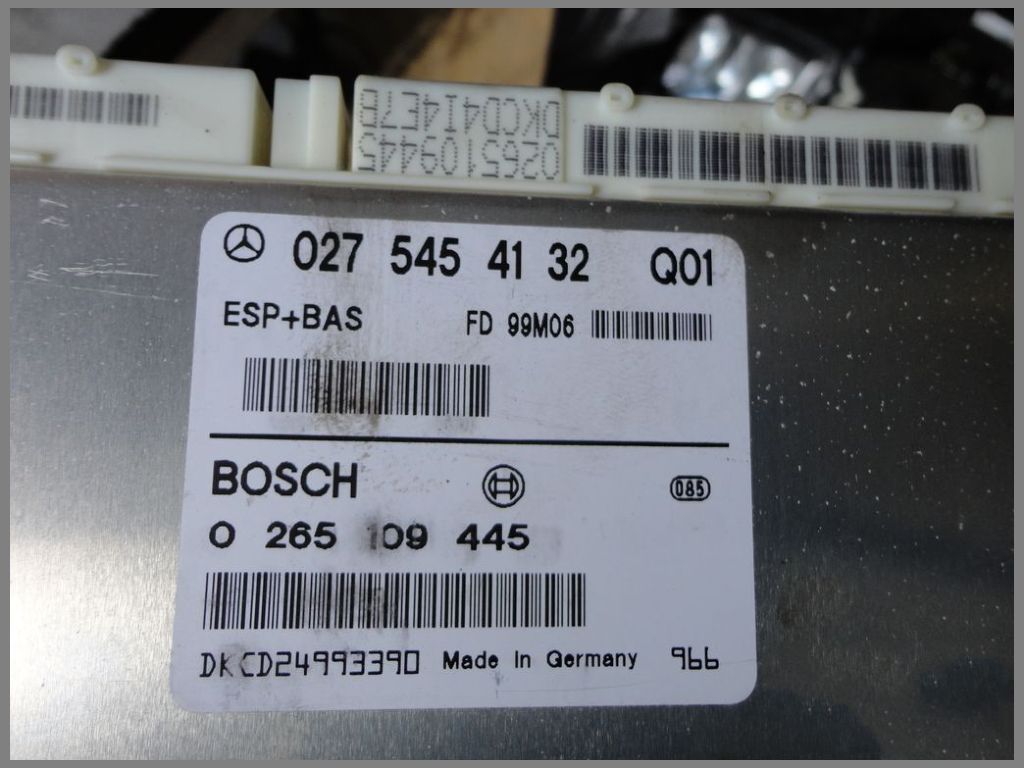 0265109445
DKCD4I4E7B
027 545 41 32 Q01
ESP+BAS FD 99M06
BOSCH 085
0 265 109 445
DKCD24993390 Made In Germany 966